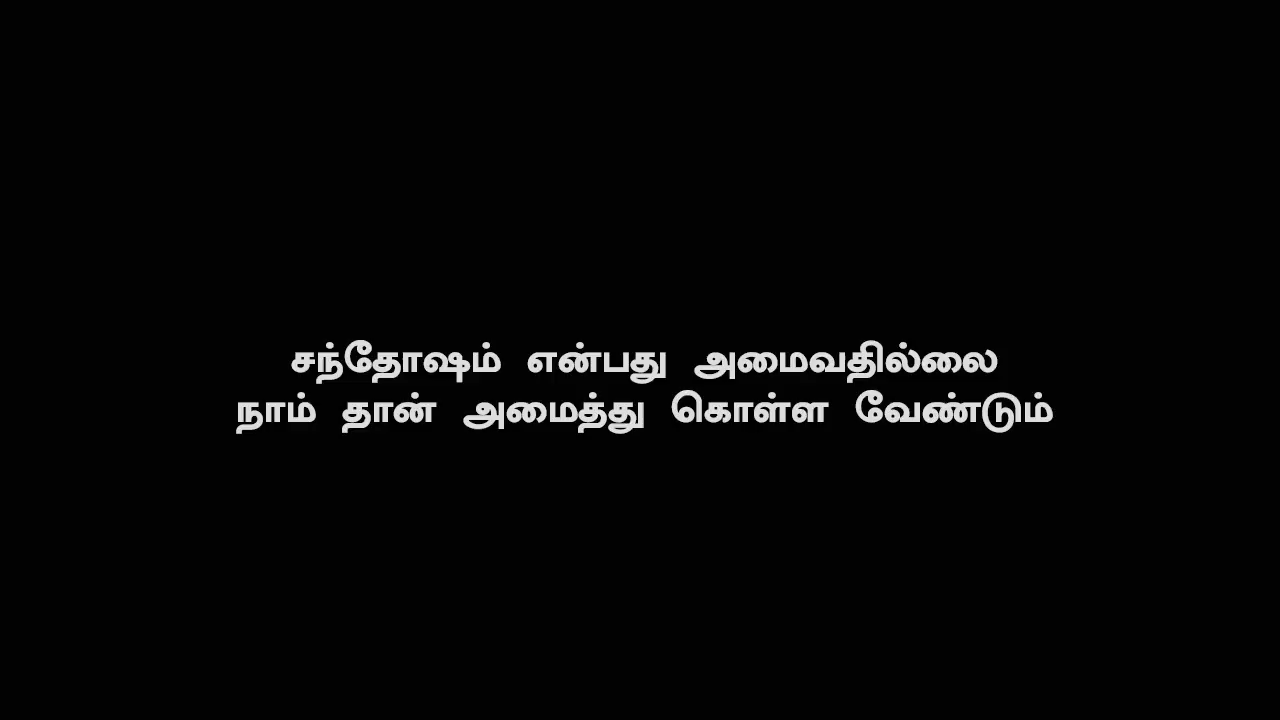 சந்தோஷம் என்பது அமைவதில்லை
நாம் தான் அமைத்து கொள்ள வேண்டும்